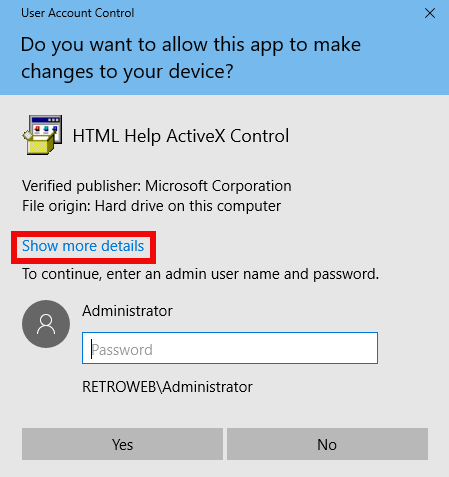 User Account Control
Do you want to allow this app to make
changes to your device?
HTML Help ActiveX Control
Verified publisher: Microsoft Corporation
File origin: Hard drive on this computer
Show more details
To continue, enter an admin user name and password.
Administrator
Password
RETROWEB\Administrator
Yes
No